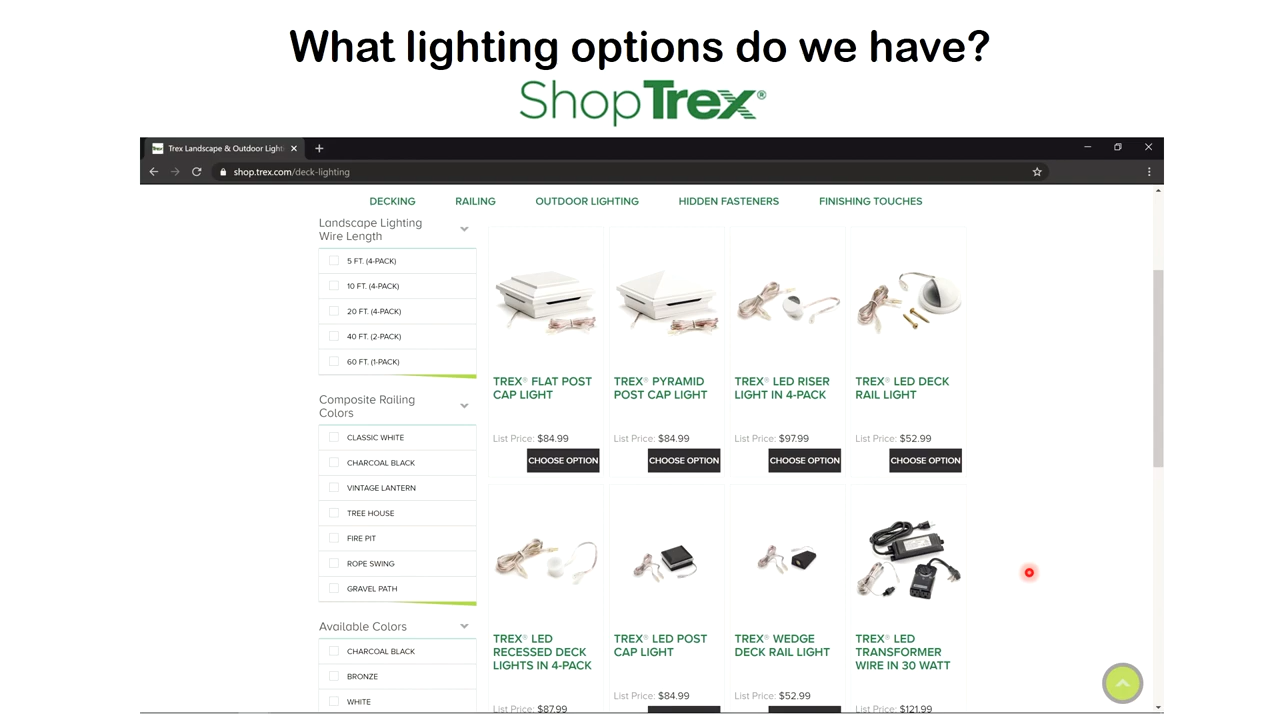 What lighting options do we have?
ShopTrex®
Trex Landscape & Outdoor Lighti
shop.trex.com/deck-lighting
DECKING RAILING OUTDOOR LIGHTING HIDDEN FASTENERS FINISHING TOUCHES
Landscape Lighting
Wire Length
5 FT. (4-PACK)
10 FT. (4-PACK)
20 FT. (4-PACK)
40 FT. (2-PACK)
60 FT. (1-PACK)
Composite Railing
Colors
CLASSIC WHITE
CHARCOAL BLACK
VINTAGE LANTERN
TREE HOUSE
FIRE PIT
ROPE SWING
GRAVEL PATH
Available Colors
CHARCOAL BLACK
BRONZE
WHITE
TREX® FLAT POST
CAP LIGHT
List Price: $84.99
CHOOSE OPTION
TREX® PYRAMID
POST CAP LIGHT
List Price: $84.99
CHOOSE OPTION
TREX® LED RISER
LIGHT IN 4-PACK
List Price: $97.99
CHOOSE OPTION
TREX® LED DECK
RAIL LIGHT
List Price: $52.99
CHOOSE OPTION
TREX® LED
RECESSED DECK
LIGHTS IN 4-PACK
List Price: $87.99
TREX® LED POST
CAP LIGHT
List Price: $84.99
TREX® WEDGE
DECK RAIL LIGHT
List Price: $52.99
TREX® LED
TRANSFORMER
WIRE IN 30 WATT
List Price: $121.99